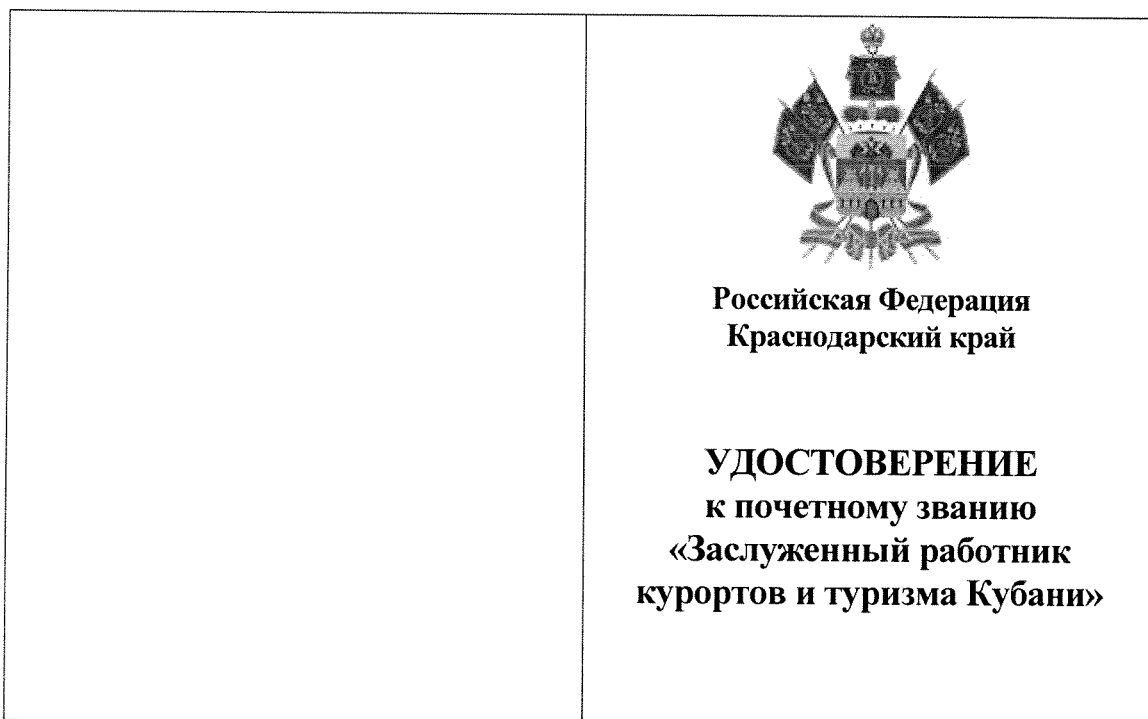 Российская Федерация
Краснодарский край
УДОСТОВЕРЕНИЕ
к почетному званию
«Заслуженный работник
курортов и туризма Кубани»